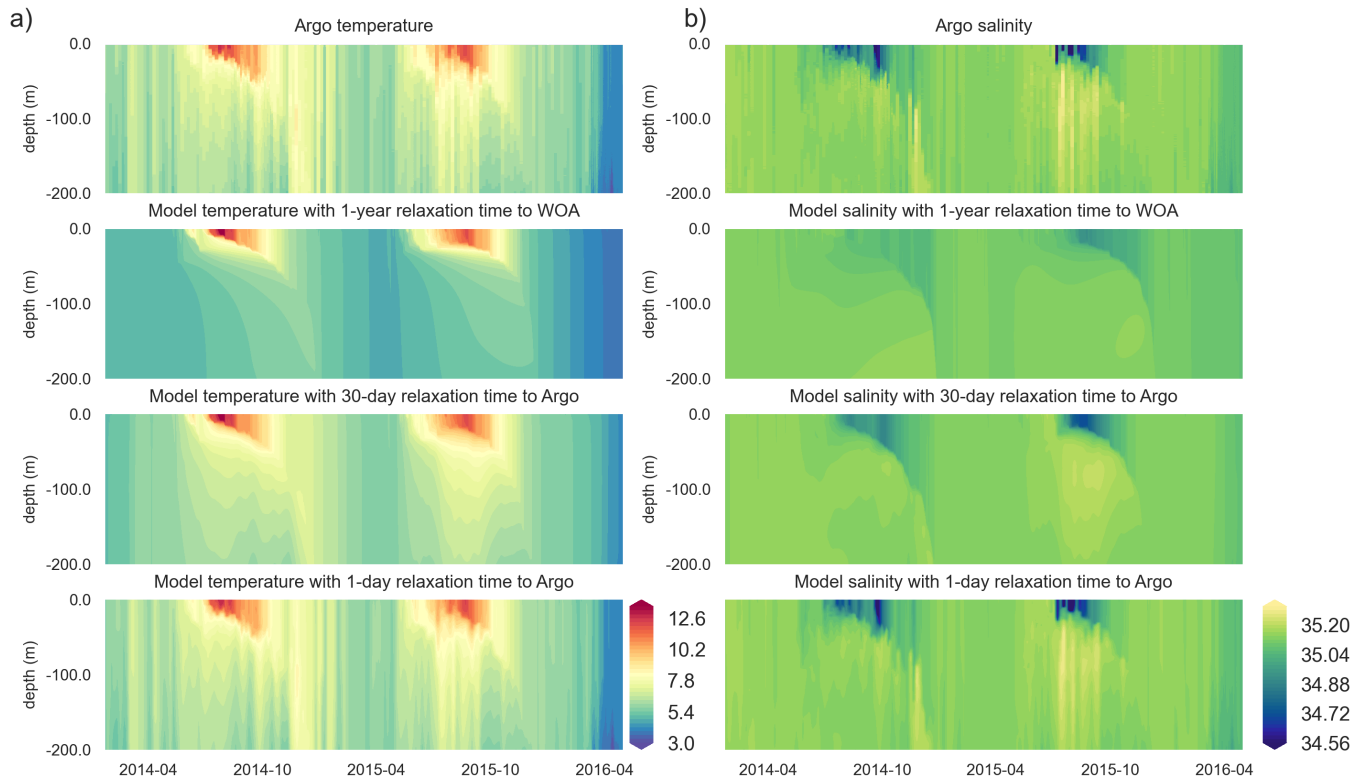 a)
Argo temperature
0.0
-100.0
-200.0
depth (m)
Model temperature with 1-year relaxation time to WOA
0.0
-100.0
-200.0
depth (m)
Model temperature with 30-day relaxation time to Argo
0.0
-100.0
-200.0
depth (m)
Model temperature with 1-day relaxation time to Argo
0.0
-100.0
-200.0
depth (m)
2014-04 2014-10 2015-04 2015-10 2016-04
12.6
10.2
7.8
5.4
3.0
b)
Argo salinity
0.0
-100.0
-200.0
depth (m)
Model salinity with 1-year relaxation time to WOA
0.0
-100.0
-200.0
depth (m)
Model salinity with 30-day relaxation time to Argo
0.0
-100.0
-200.0
depth (m)
Model salinity with 1-day relaxation time to Argo
0.0
-100.0
-200.0
depth (m)
2014-04 2014-10 2015-04 2015-10 2016-04
35.20
35.04
34.88
34.72
34.56